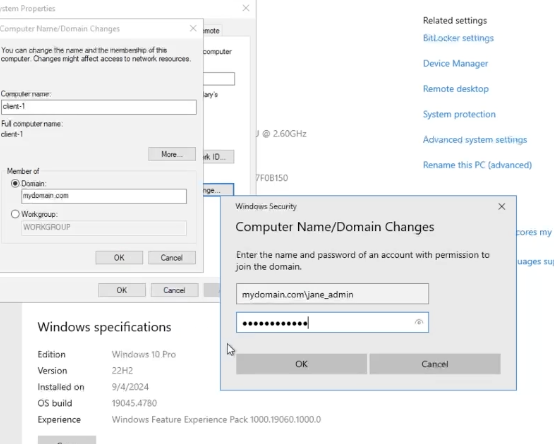 stem Properties
Computer Name/Domain Changes
You can change the name and the membership of this
computer. Changes might affect access to network resources.
Computer name:
client-1
Full computer name:
client-1
More...
Member of
Domain:
mydomain.com
Workgroup:
WORKGROUP
OK Cancel
OK Cancel
mote
omputer
ary's
rk ID...
nge...
U @ 2.60GHz
7F0B150
Related settings
BitLocker settings
Device Manager
Remote desktop
System protection
Advanced system settings
Rename this PC (advanced)
cores my
uages sup
Windows Security
Computer Name/Domain Changes
Enter the name and password of an account with permission to
join the domain.
mydomain.com\jane_admin
●●●●●●●●●●●●
OK Cancel
Windows specifications
Edition Windows 10 Pro
Version 22H2
Installed on 9/4/2024
OS build 19045.4780
Experience Windows Feature Experience Pack 1000.19060.1000.0